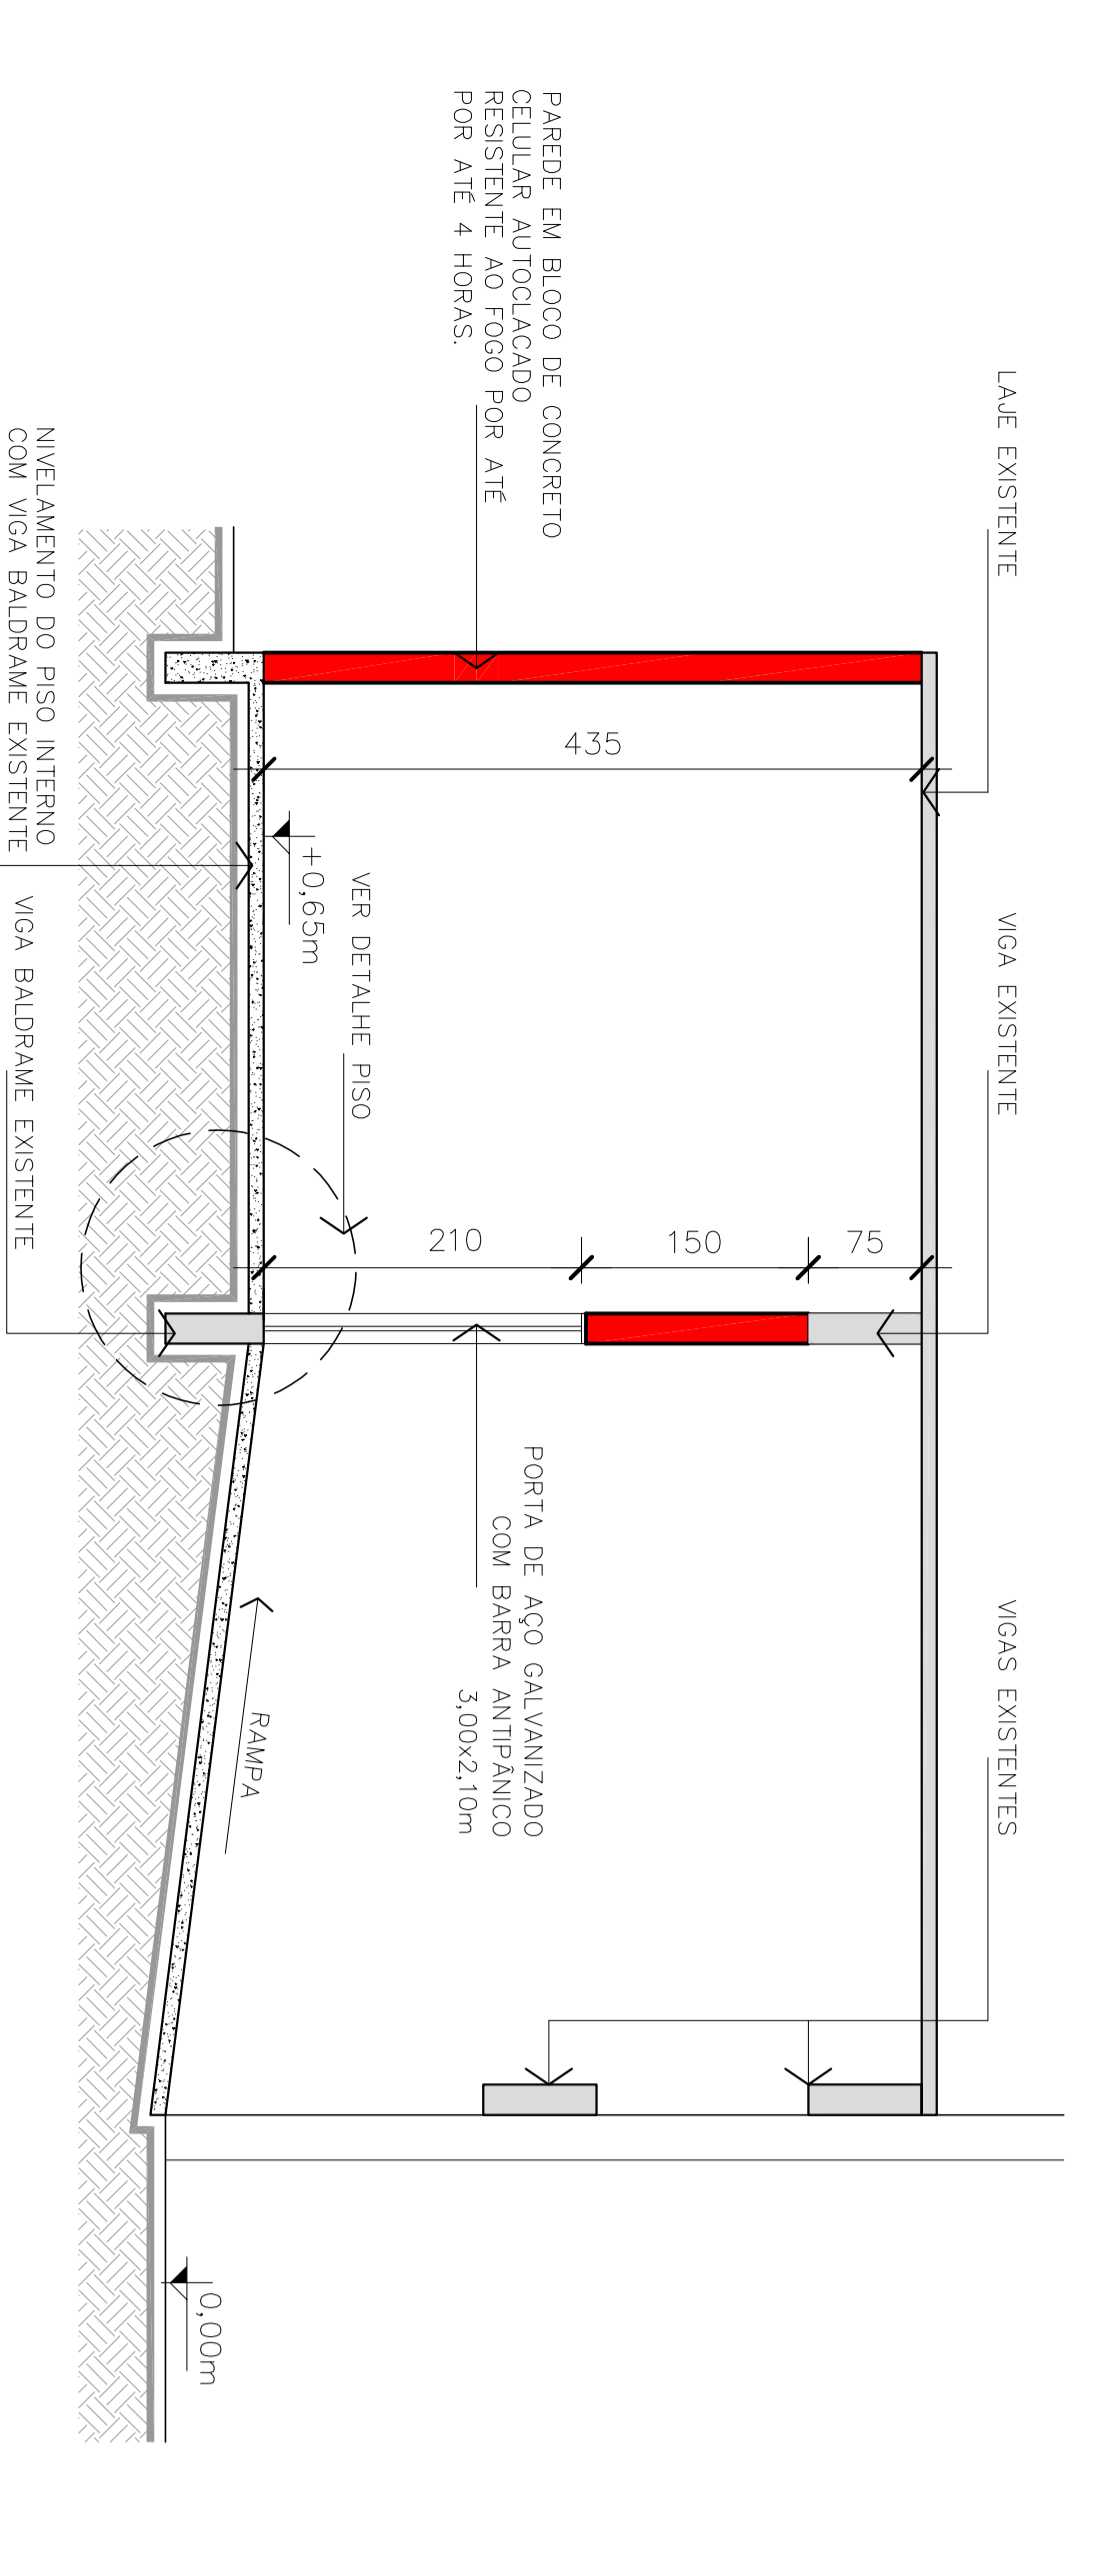 LAJE EXISTENTE
VIGA EXISTENTE
VIGAS EXISTENTES
PAREDE EM BLOCO DE CONCRETO
CELULAR AUTOCLACADO
RESISTENTE AO FOGO POR ATÉ
POR ATÉ 4 HORAS.
435
75
150
210
PORTA DE AÇO GALVANIZADO
COM BARRA ANTIPÂNICO
3,00x2,10m
VER DETALHE PISO
+0,65m
RAMPA
0,00m
NIVELAMENTO DO PISO INTERNO
COM VIGA BALDRAME EXISTENTE
VIGA BALDRAME EXISTENTE